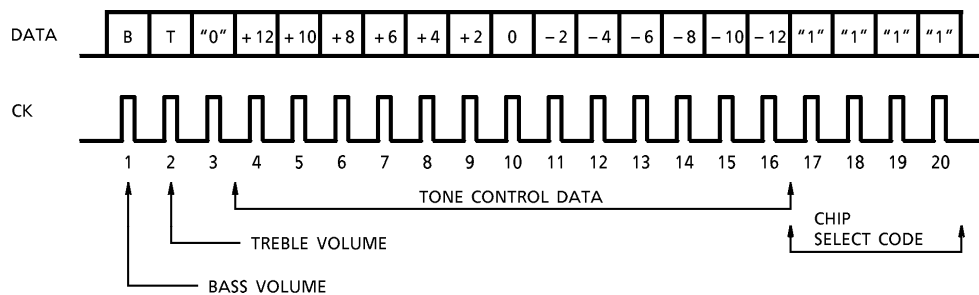 DATA B T “0” +12 +10 +8 +6 +4 +2 0 −2 −4 −6 −8 −10 −12 “1” “1” “1” “1”
CK
1 2 3 4 5 6 7 8 9 10 11 12 13 14 15 16 17 18 19 20
TONE CONTROL DATA
CHIP
SELECT CODE
TREBLE VOLUME
BASS VOLUME